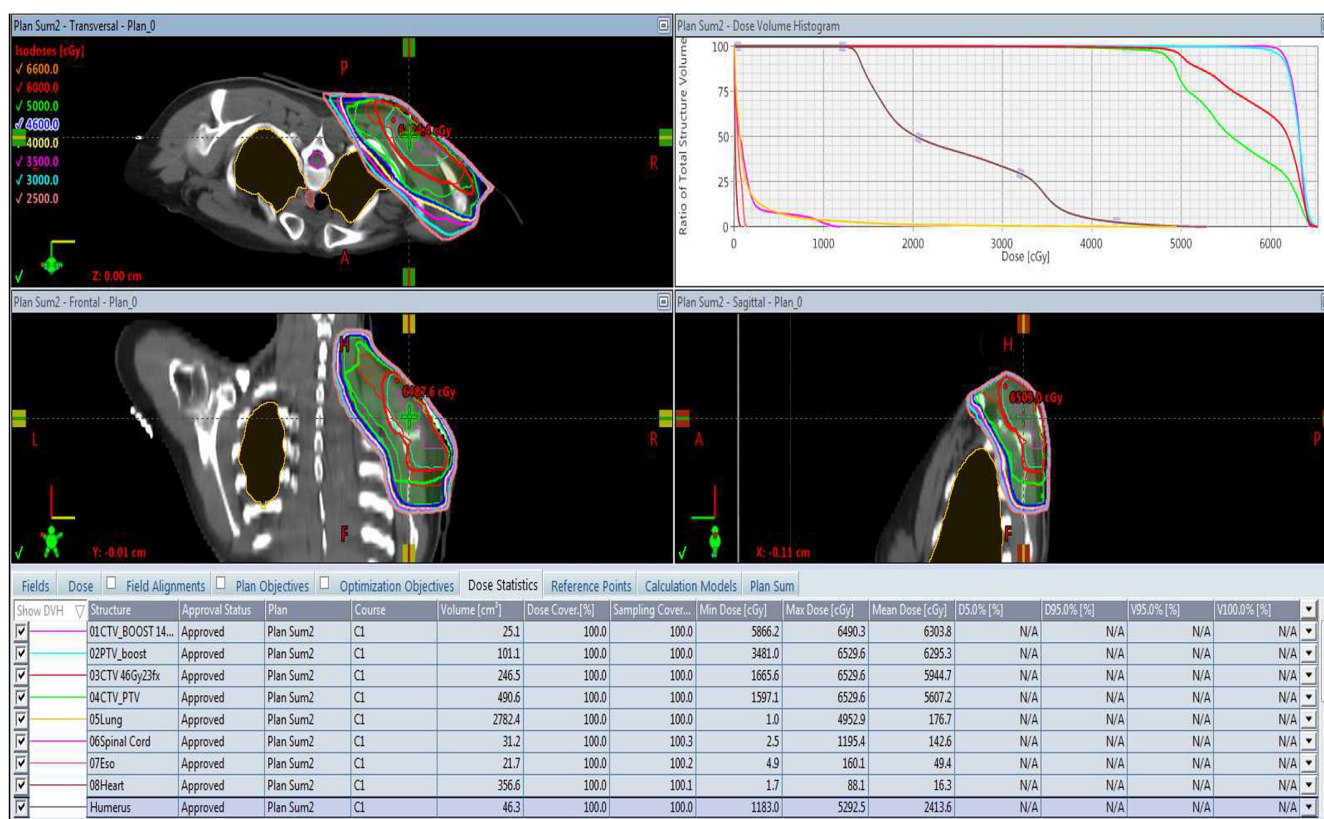 Plan Sum2 - Transversal - Plan_0
Isodoses [cGy]
✓ 6600.0
✓ 6000.0
✓ 5000.0
✓ 4600.0
✓ 4000.0
✓ 3500.0
✓ 3000.0
✓ 2500.0
P
R
A
Z: 0.00 cm
Plan Sum2 - Dose Volume Histogram
Ratio of Total Structure Volume
100
75
50
25
0
0 1000 2000 3000 4000 5000 6000
Dose [cGy]
Plan Sum2 - Frontal - Plan_0
H
6487.6 cGy
L
R
F
Y: -0.01 cm
Plan Sum2 - Sagittal - Plan_0
H
6509.0 cGy
A
P
F
X: -0.11 cm
Fields Dose Field Alignments Plan Objectives Optimization Objectives Dose Statistics Reference Points Calculation Models Plan Sum
Show DVH Structure Approval Status Plan Course Volume [cm³] Dose Cover.[%] Sampling Cover... Min Dose [cGy] Max Dose [cGy] Mean Dose [cGy] D5.0% [%] D95.0% [%] V95.0% [%] V100.0% [%]
01CTV_BOOST 14... Approved Plan Sum2 C1 25.1 100.0 100.0 5866.2 6490.3 6303.8 N/A N/A N/A N/A
02PTV_boost Approved Plan Sum2 C1 101.1 100.0 100.0 3481.0 6529.6 6295.3 N/A N/A N/A N/A
03CTV 46Gy23fx Approved Plan Sum2 C1 246.5 100.0 100.0 1665.6 6529.6 5944.7 N/A N/A N/A N/A
04CTV_PTV Approved Plan Sum2 C1 490.6 100.0 100.0 1597.1 6529.6 5607.2 N/A N/A N/A N/A
05Lung Approved Plan Sum2 C1 2782.4 100.0 100.0 1.0 4952.9 176.7 N/A N/A N/A N/A
06Spinal Cord Approved Plan Sum2 C1 31.2 100.0 100.3 2.5 1195.4 142.6 N/A N/A N/A N/A
07Eso Approved Plan Sum2 C1 21.7 100.0 100.2 4.9 160.1 49.4 N/A N/A N/A N/A
08Heart Approved Plan Sum2 C1 356.6 100.0 100.1 1.7 88.1 16.3 N/A N/A N/A N/A
Humerus Approved Plan Sum2 C1 46.3 100.0 100.0 1183.0 5292.5 2413.6 N/A N/A N/A N/A